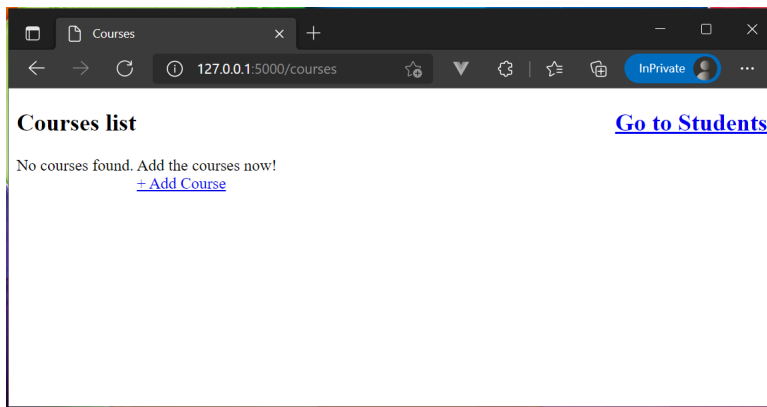 Courses
127.0.0.1:5000/courses
InPrivate
Courses list
Go to Students
No courses found. Add the courses now!
+ Add Course